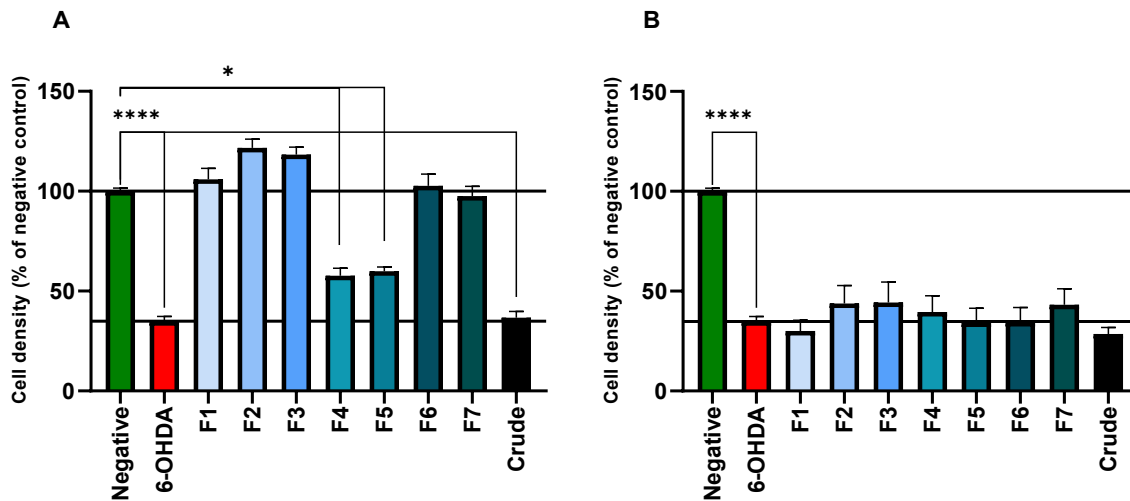 A
Cell density (% of negative control)
150
100
50
0
*
****
Negative
6-OHDA
F1
F2
F3
F4
F5
F6
F7
Crude
B
Cell density (% of negative control)
150
100
50
0
****
Negative
6-OHDA
F1
F2
F3
F4
F5
F6
F7
Crude